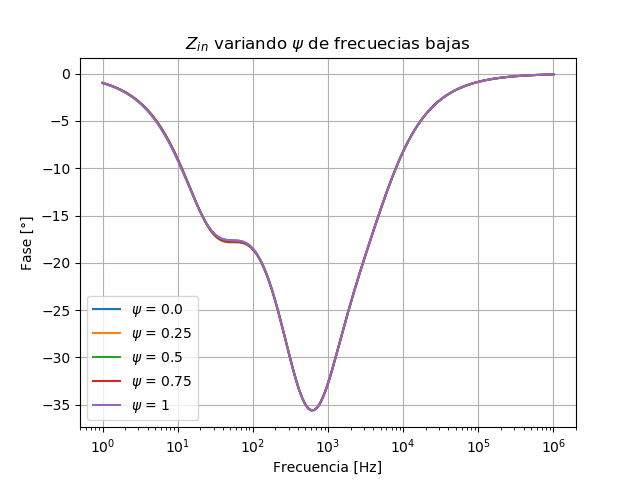 Z_in variando ψ de frecuecias bajas
0
−5
−10
−15
−20
−25
−30
−35
Fase [°]
ψ = 0.0
ψ = 0.25
ψ = 0.5
ψ = 0.75
ψ = 1
10^0 10^1 10^2 10^3 10^4 10^5 10^6
Frecuencia [Hz]